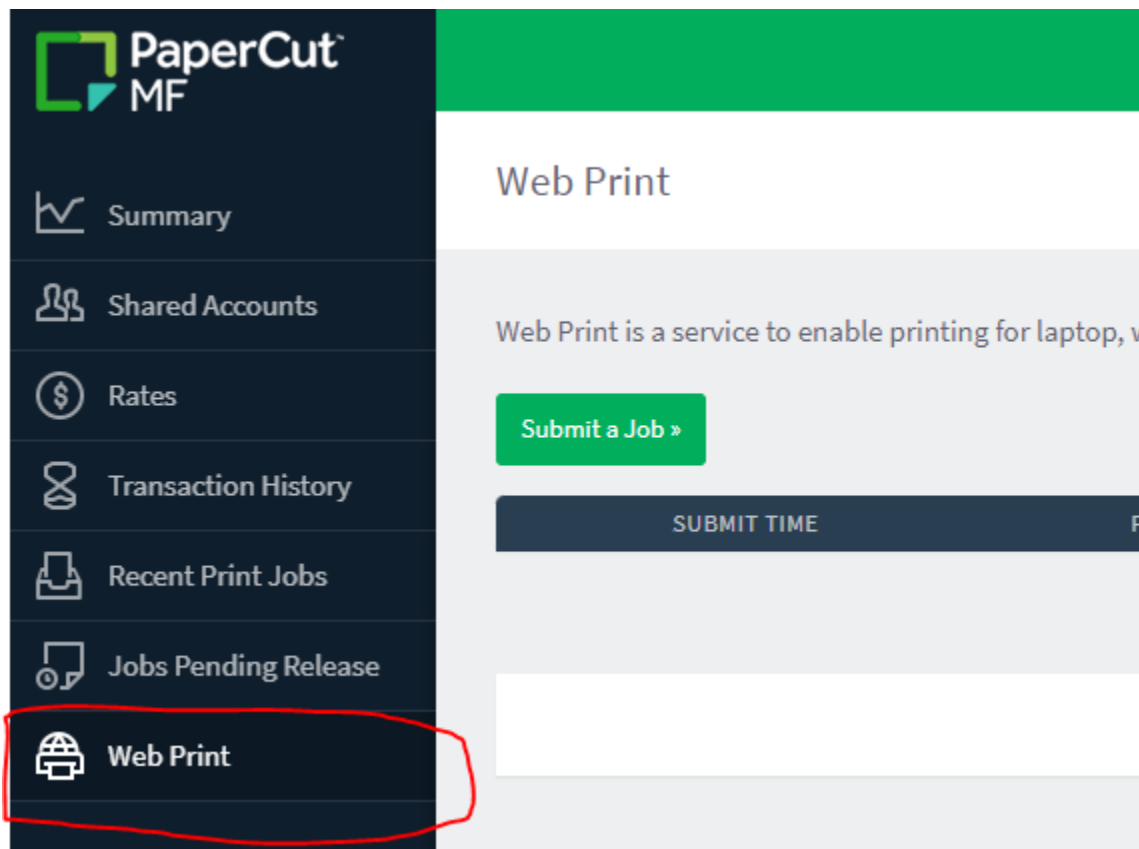 PaperCut™
MF
Summary
Shared Accounts
Rates
Transaction History
Recent Print Jobs
Jobs Pending Release
Web Print
Web Print
Web Print is a service to enable printing for laptop,
Submit a Job »
SUBMIT TIME